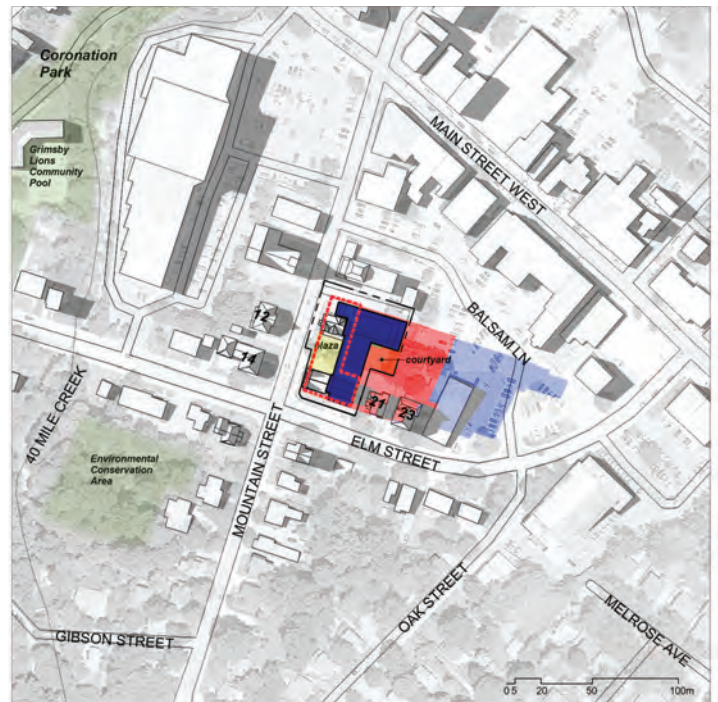 Coronation
Park
Grimsby
Lions
Community
Pool
MAIN STREET WEST
BALSAM LN
12
14
plaza
courtyard
21
23
40 MILE CREEK
ELM STREET
MOUNTAIN STREET
Environmental
Conservation
Area
OAK STREET
GIBSON STREET
MELROSE AVE
0 5 20 50 100m